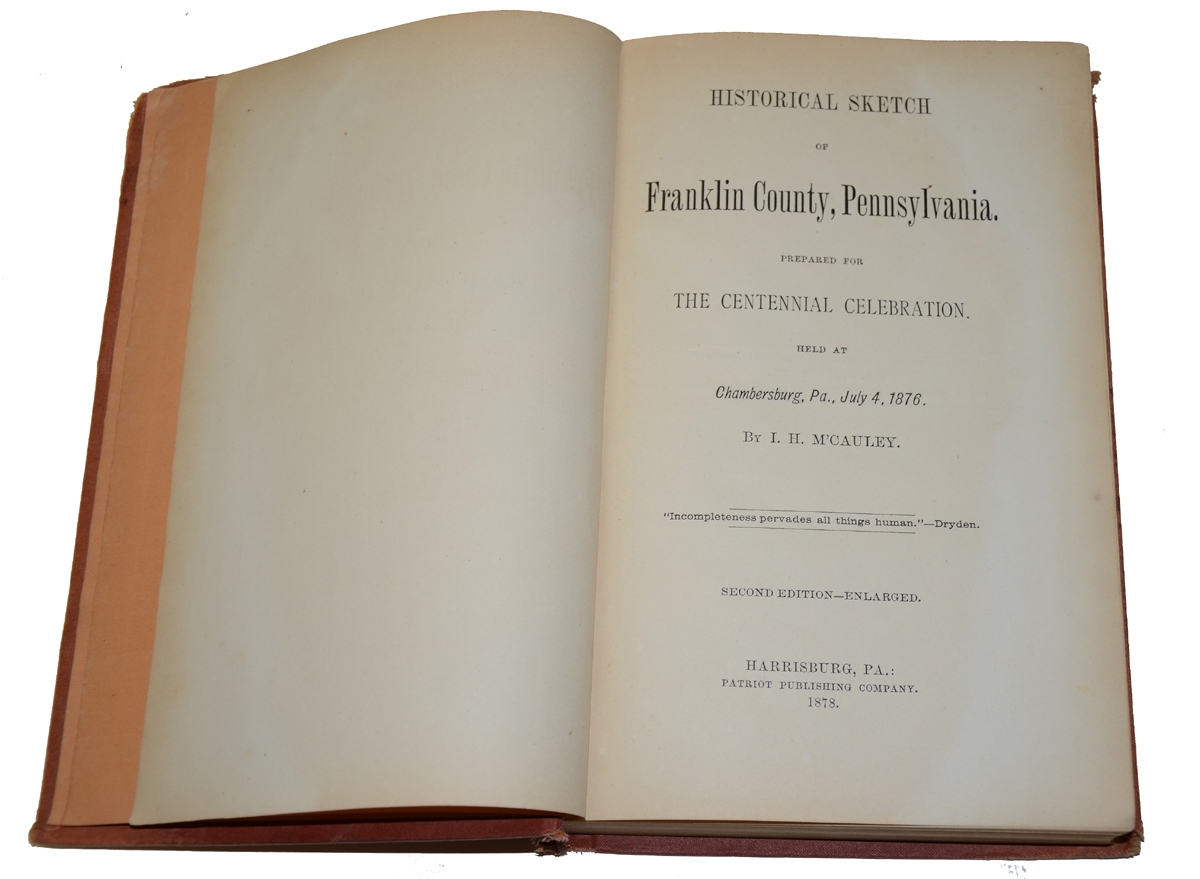 HISTORICAL SKETCH
OF
Franklin County, Pennsylvania.
PREPARED FOR
THE CENTENNIAL CELEBRATION.
HELD AT
Chambersburg, Pa., July 4, 1876.
BY I. H. M'CAULEY.
"Incompleteness pervades all things human."—Dryden.
SECOND EDITION—ENLARGED.
HARRISBURG, PA.:
PATRIOT PUBLISHING COMPANY.
1878.